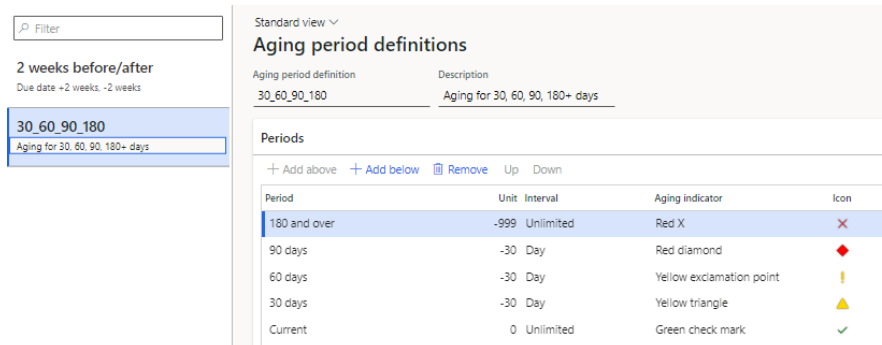 Filter
2 weeks before/after
Due date +2 weeks, -2 weeks
30_60_90_180
Aging for 30, 60, 90, 180+ days
Standard view
Aging period definitions
Aging period definition Description
30_60_90_180 Aging for 30, 60, 90, 180+ days
Periods
+ Add above + Add below Remove Up Down
Period Unit Interval Aging indicator Icon
180 and over -999 Unlimited Red X
90 days -30 Day Red diamond
60 days -30 Day Yellow exclamation point
30 days -30 Day Yellow triangle
Current 0 Unlimited Green check mark